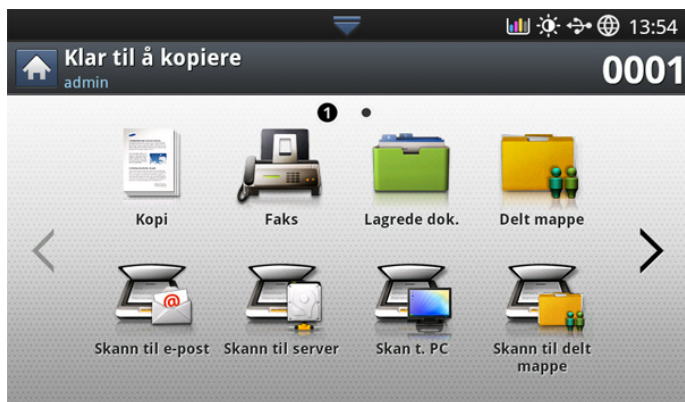 13:54
Klar til å kopiere
admin
0001
1
Kopi
Faks
Lagrede dok.
Delt mappe
@
Skann til e-post
Skann til server
Skan t. PC
Skann til delt
mappe